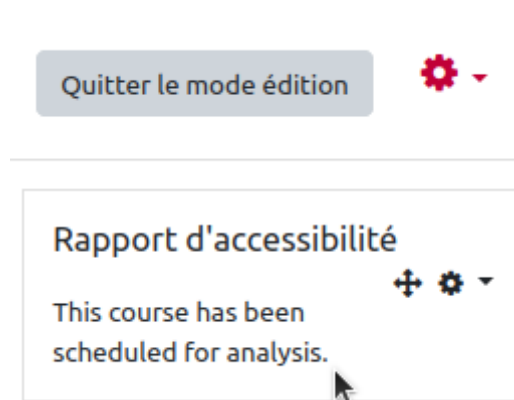 Quitter le mode édition
Rapport d'accessibilité
This course has been
scheduled for analysis.